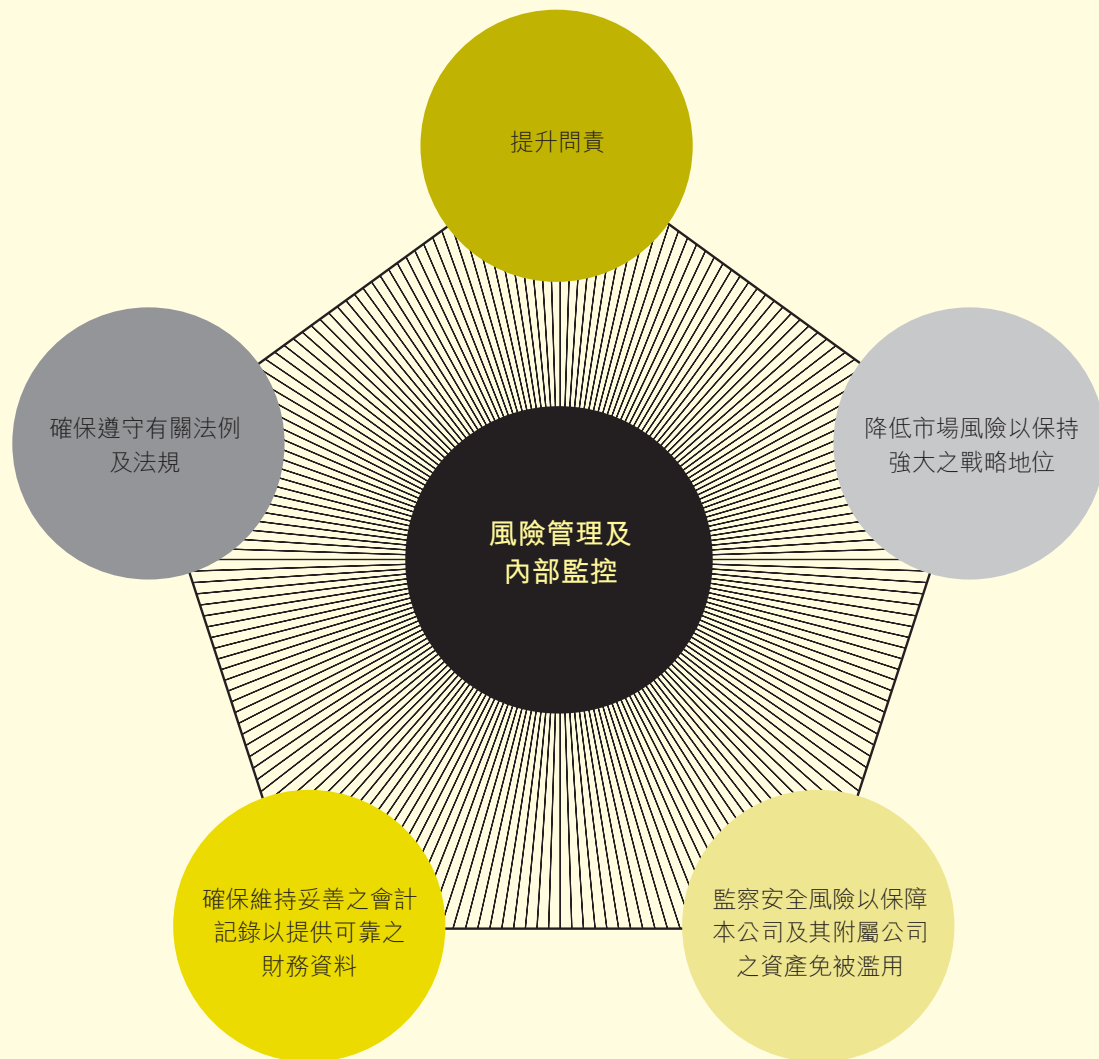 提升問責
確保遵守有關法例
及法規
降低市場風險以保持
強大之戰略地位
風險管理及
內部監控
確保維持妥善之會計
記錄以提供可靠之
財務資料
監察安全風險以保障
本公司及其附屬公司
之資產免被濫用